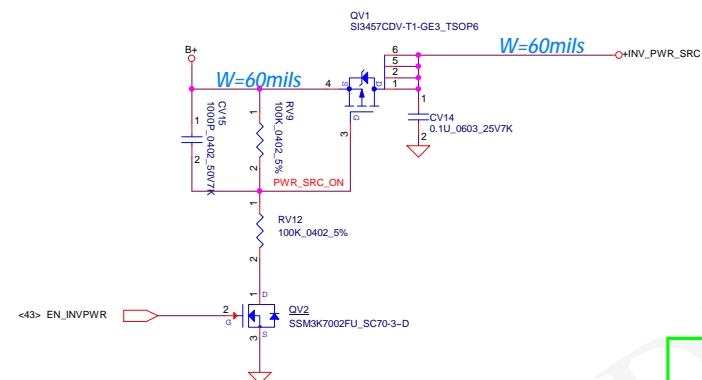 QV1
SI3457CDV-T1-GE3_TSOP6
B+
W=60mils
W=60mils
+INV_PWR_SRC
6
5
2
1
4
S
D
G
3
1
CV15
1000P_0402_50V7K
2
1
RV9
100K_0402_5%
2
1
CV14
0.1U_0603_25V7K
2
PWR_SRC_ON
1
RV12
100K_0402_5%
2
1
D
<43> EN_INVPWR
2
G
QV2
SSM3K7002FU_SC70-3~D
S
3